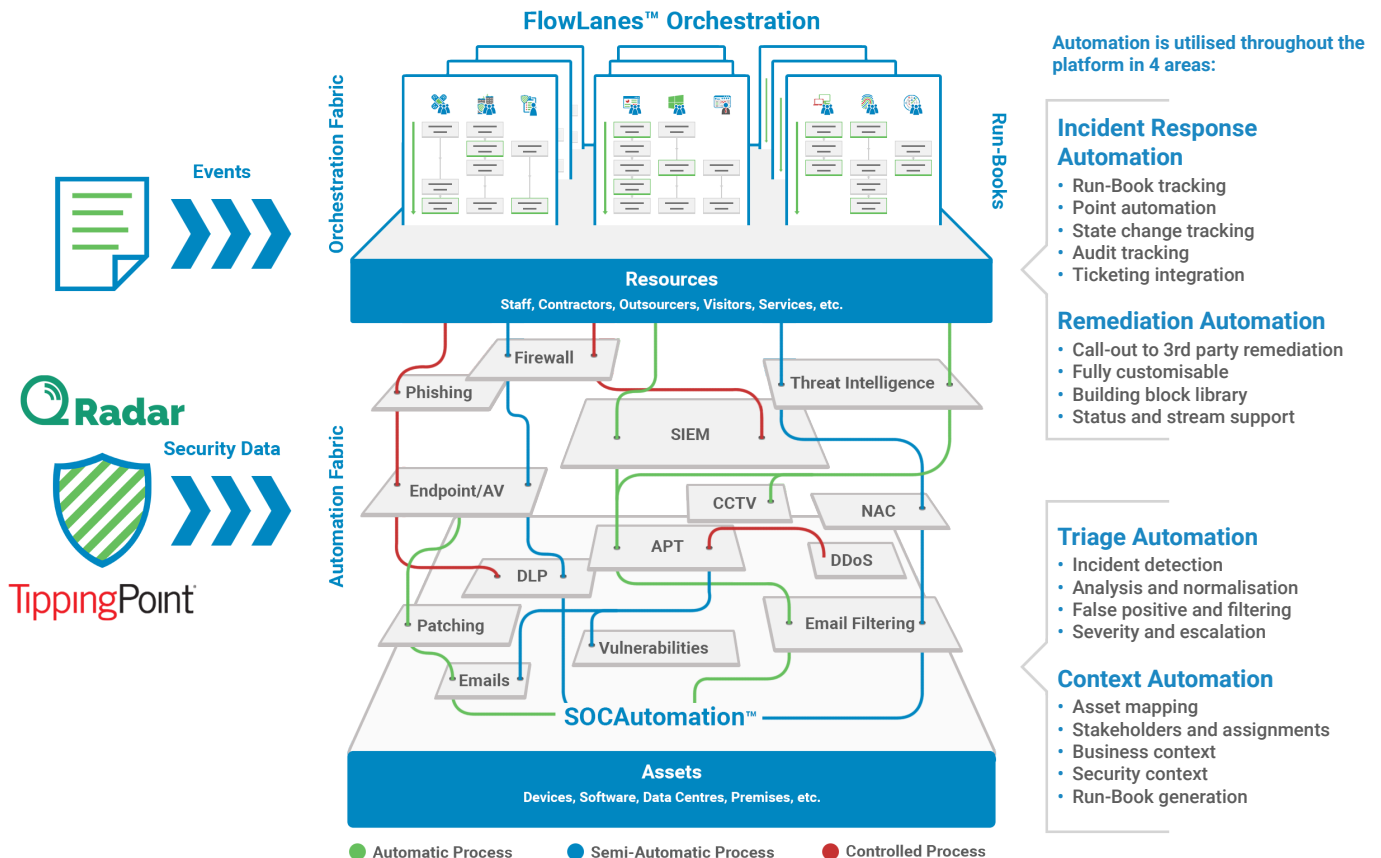 FlowLanes™ Orchestration
Orchestration Fabric
Run-Books
Events
Resources
Staff, Contractors, Outsourcers, Visitors, Services, etc.
QRadar
Security Data
TippingPoint
Automation Fabric
Firewall
Phishing
Threat Intelligence
SIEM
Endpoint/AV
CCTV
NAC
APT
DDoS
DLP
Patching
Email Filtering
Vulnerabilities
Emails
SOCAutomation™
Assets
Devices, Software, Data Centres, Premises, etc.
Automatic Process
Semi-Automatic Process
Controlled Process
Automation is utilised throughout the
platform in 4 areas:
Incident Response
Automation
• Run-Book tracking
• Point automation
• State change tracking
• Audit tracking
• Ticketing integration
Remediation Automation
• Call-out to 3rd party remediation
• Fully customisable
• Building block library
• Status and stream support
Triage Automation
• Incident detection
• Analysis and normalisation
• False positive and filtering
• Severity and escalation
Context Automation
• Asset mapping
• Stakeholders and assignments
• Business context
• Security context
• Run-Book generation